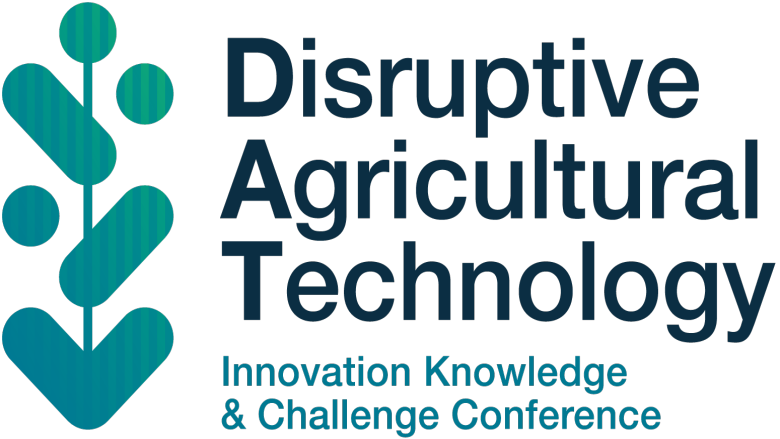 Disruptive
Agricultural
Technology
Innovation Knowledge
& Challenge Conference